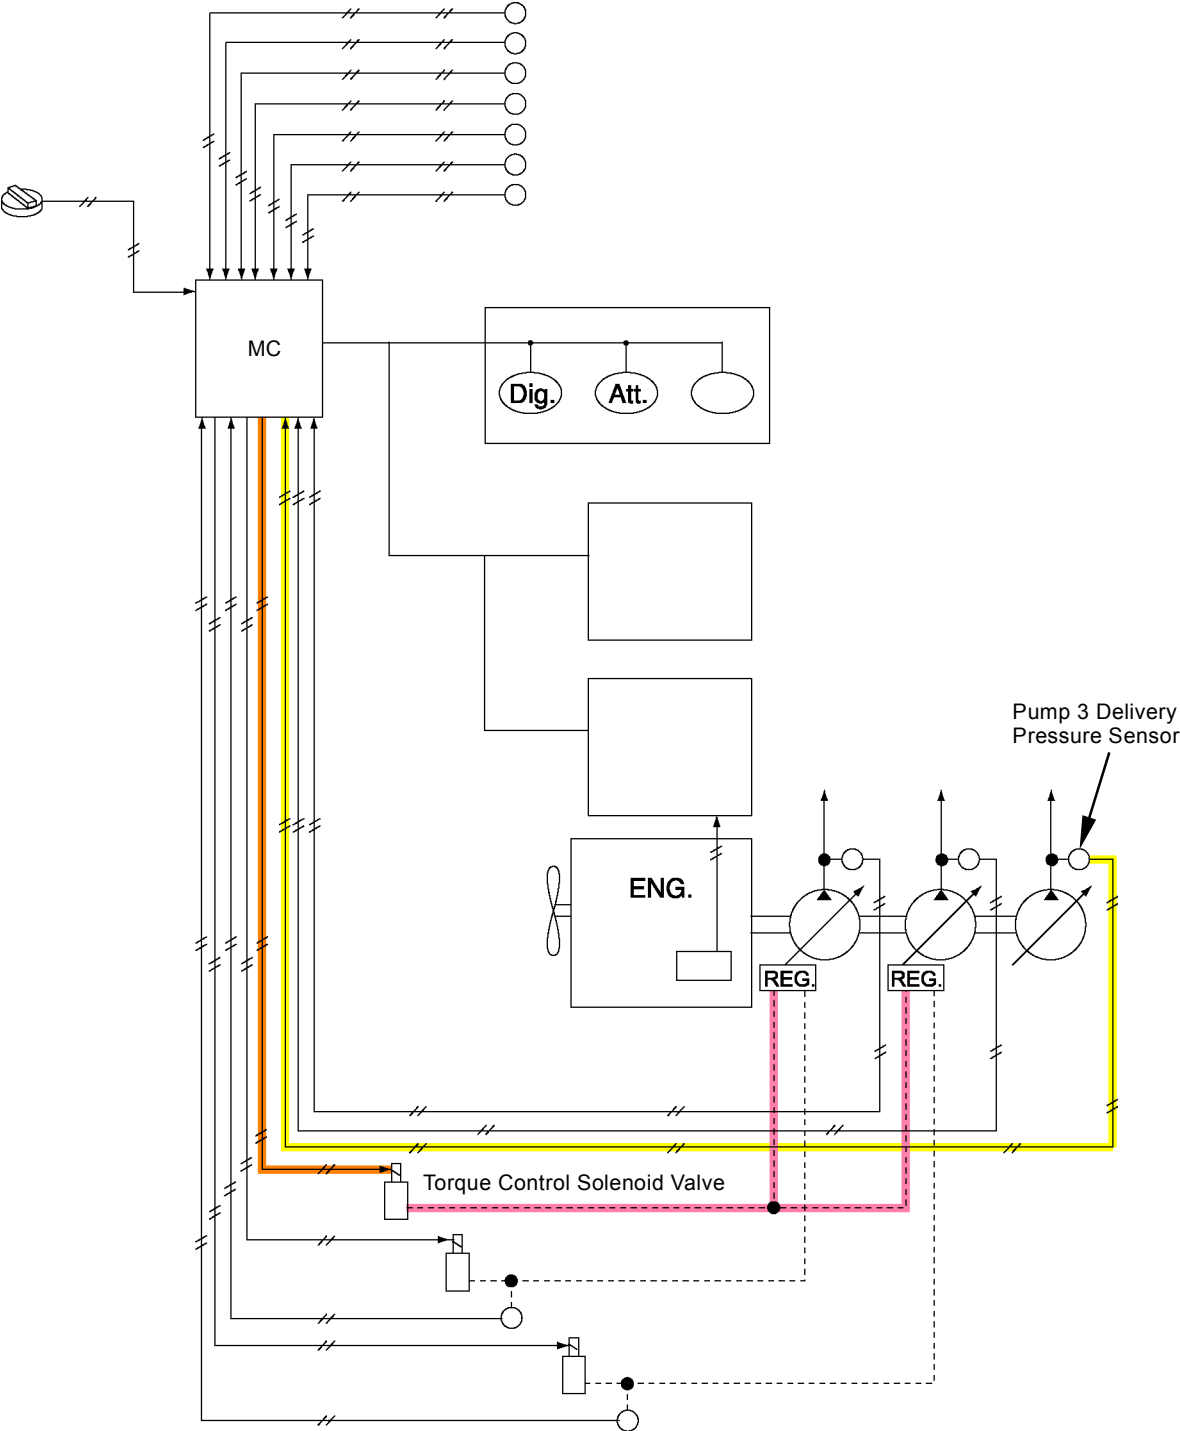 MC
Dig.
Att.
Pump 3 Delivery
Pressure Sensor
ENG.
REG.
REG.
Torque Control Solenoid Valve